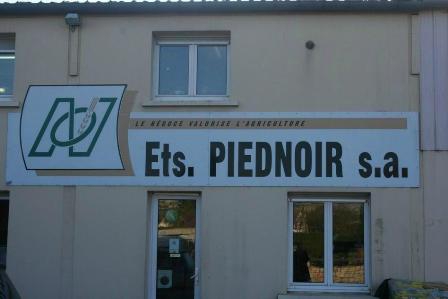 LE NÉGOCE VALORISE L'AGRICULTURE
Ets. PIEDNOIR s.a.